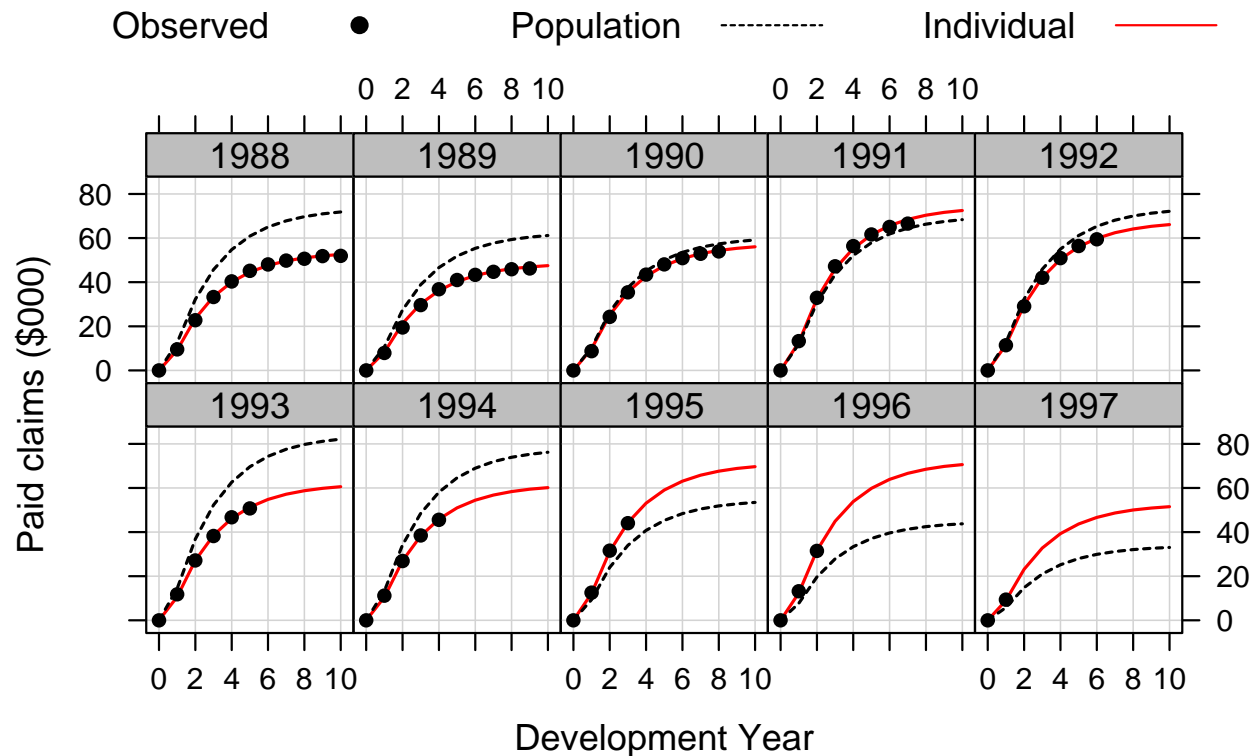 Observed Population Individual
0 2 4 6 8 10 0 2 4 6 8 10
1988 1989 1990 1991 1992
80
60
40
20
0
1993 1994 1995 1996 1997
80
60
40
20
0
0 2 4 6 8 10 0 2 4 6 8 10 0 2 4 6 8 10
Paid claims ($000)
Development Year